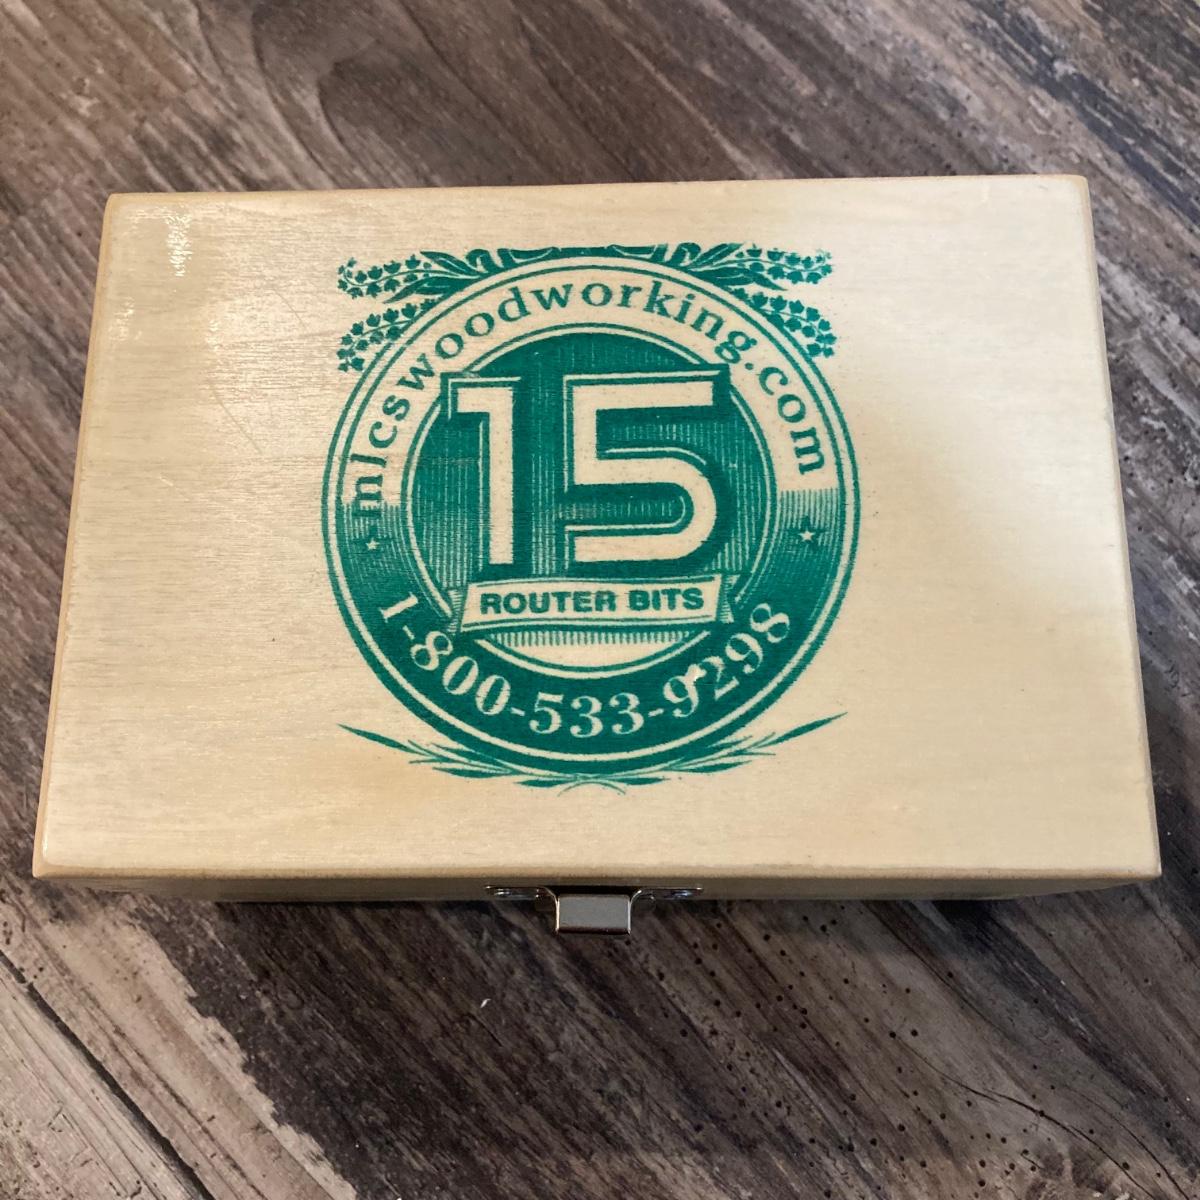 mlcswoodworking.com
15
ROUTER BITS
1-800-533-9298